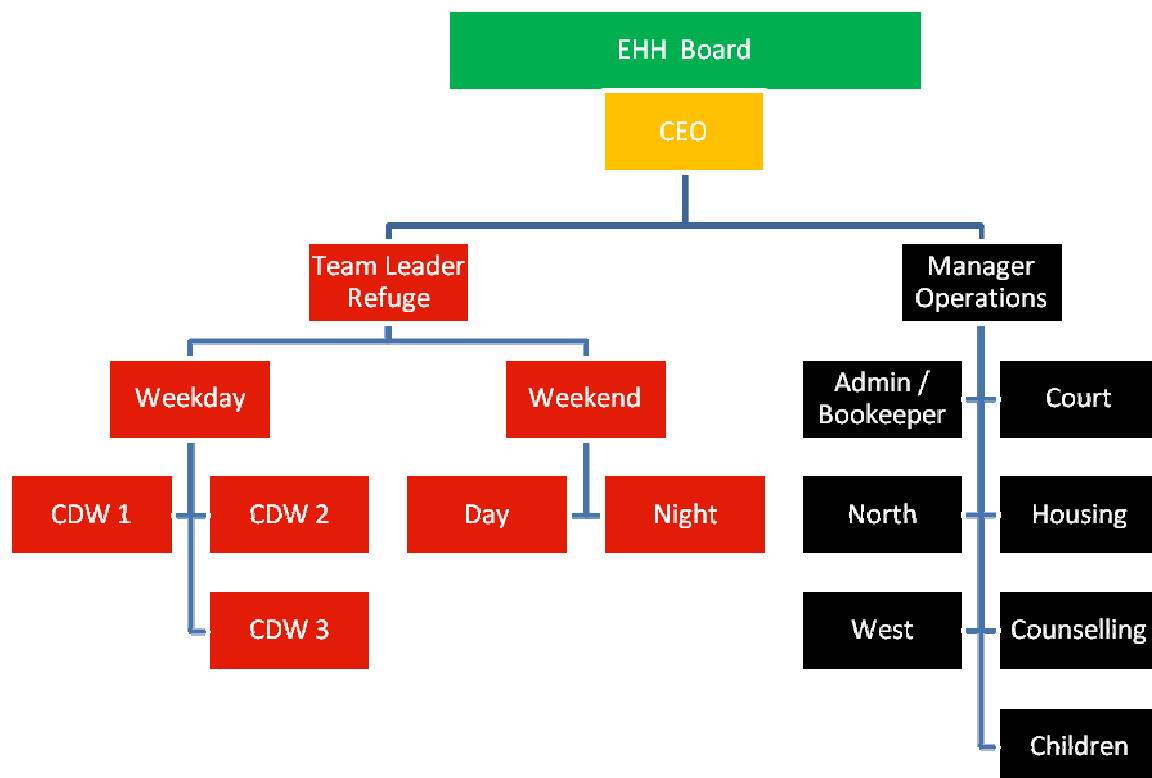 EHH Board
CEO
Team Leader
Refuge
Manager
Operations
Weekday
Weekend
Admin /
Bookeeper
Court
CDW 1
CDW 2
Day
Night
North
Housing
CDW 3
West
Counselling
Children